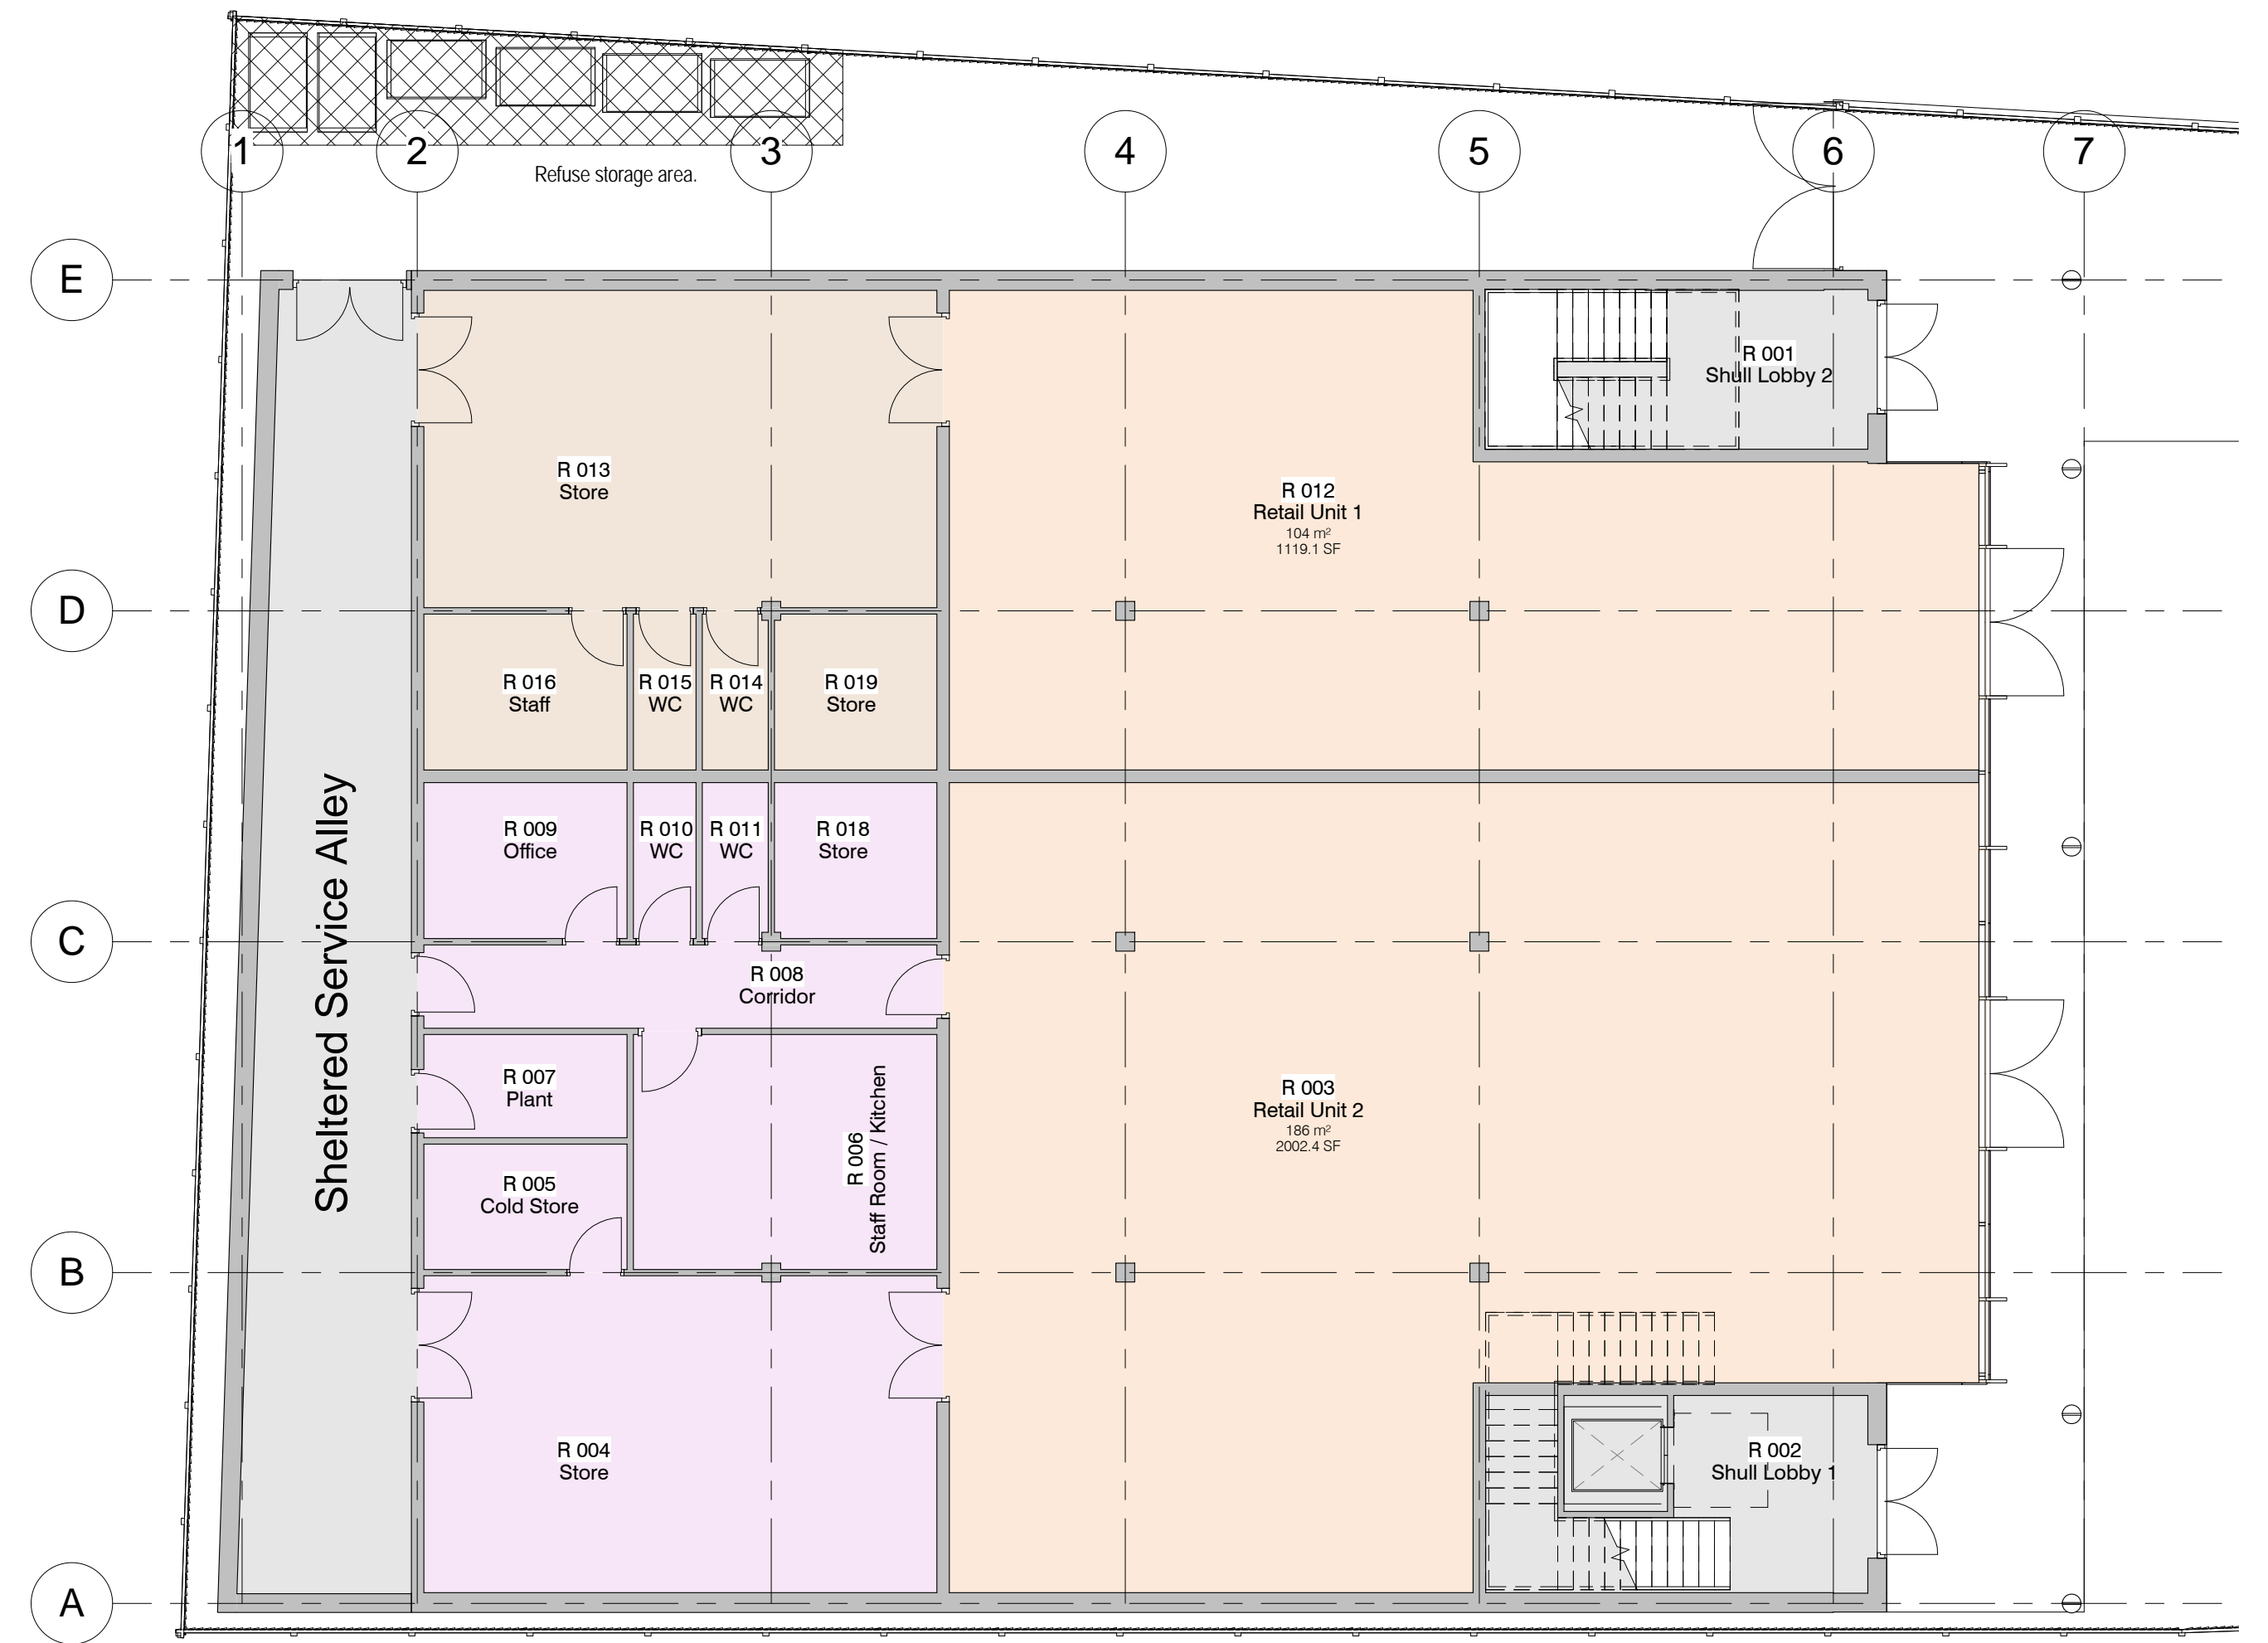 1
2
3
4
5
6
7
Refuse storage area.
E
D
C
B
A
R 001
Shull Lobby 2
R 013
Store
R 012
Retail Unit 1
104 m²
1119.1 SF
R 016
Staff
R 015
WC
R 014
WC
R 019
Store
Sheltered Service Alley
R 009
Office
R 010
WC
R 011
WC
R 018
Store
R 008
Corridor
R 007
Plant
R 006
Staff Room / Kitchen
R 003
Retail Unit 2
186 m²
2002.4 SF
R 005
Cold Store
R 004
Store
R 002
Shull Lobby 1